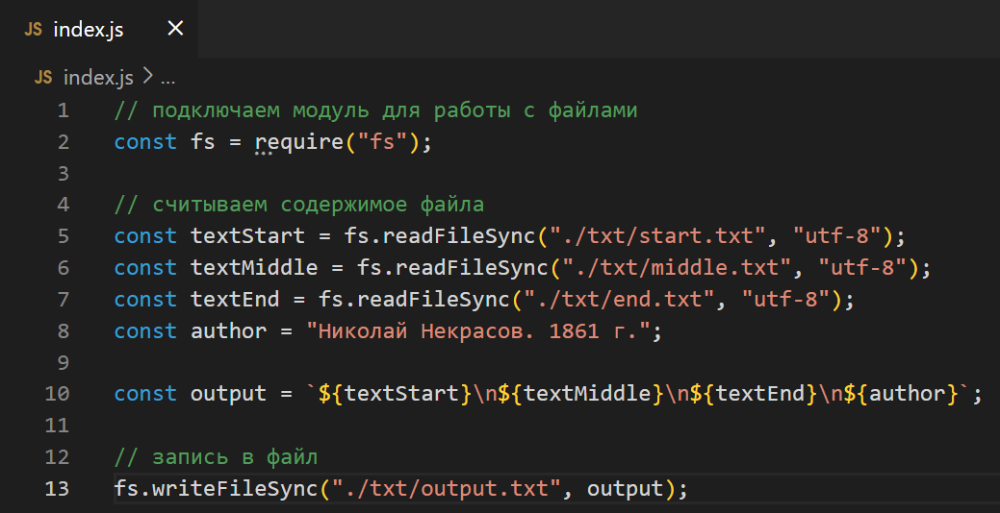 JS index.js ×
JS index.js > ...
1 // подключаем модуль для работы с файлами
2 const fs = require("fs");
3
4 // считываем содержимое файла
5 const textStart = fs.readFileSync("./txt/start.txt", "utf-8");
6 const textMiddle = fs.readFileSync("./txt/middle.txt", "utf-8");
7 const textEnd = fs.readFileSync("./txt/end.txt", "utf-8");
8 const author = "Николай Некрасов. 1861 г.";
9
10 const output = `${textStart}\n${textMiddle}\n${textEnd}\n${author}`;
11
12 // запись в файл
13 fs.writeFileSync("./txt/output.txt", output);